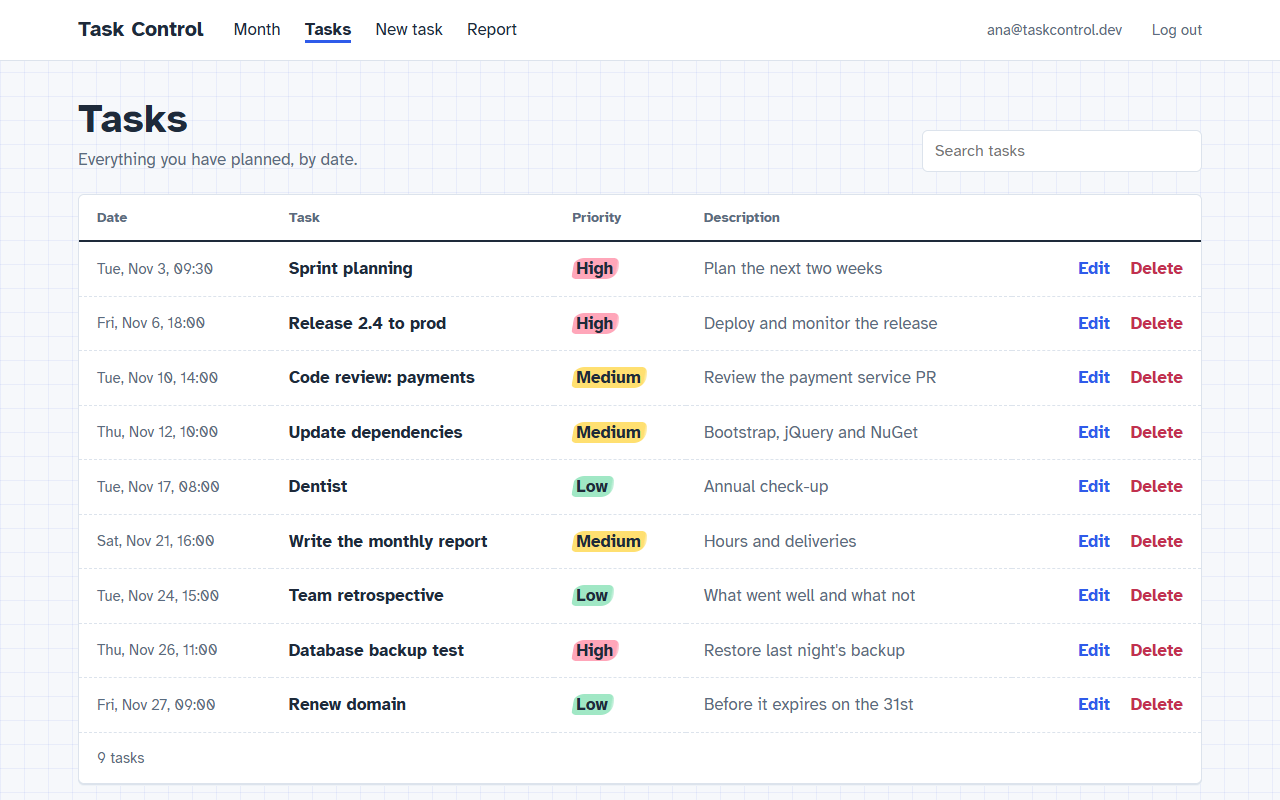 Task Control Month Tasks New task Report ana@taskcontrol.dev Log out
Tasks
Everything you have planned, by date.
Search tasks
Date Task Priority Description
Tue, Nov 3, 09:30 Sprint planning High Plan the next two weeks Edit Delete
Fri, Nov 6, 18:00 Release 2.4 to prod High Deploy and monitor the release Edit Delete
Tue, Nov 10, 14:00 Code review: payments Medium Review the payment service PR Edit Delete
Thu, Nov 12, 10:00 Update dependencies Medium Bootstrap, jQuery and NuGet Edit Delete
Tue, Nov 17, 08:00 Dentist Low Annual check-up Edit Delete
Sat, Nov 21, 16:00 Write the monthly report Medium Hours and deliveries Edit Delete
Tue, Nov 24, 15:00 Team retrospective Low What went well and what not Edit Delete
Thu, Nov 26, 11:00 Database backup test High Restore last night's backup Edit Delete
Fri, Nov 27, 09:00 Renew domain Low Before it expires on the 31st Edit Delete
9 tasks